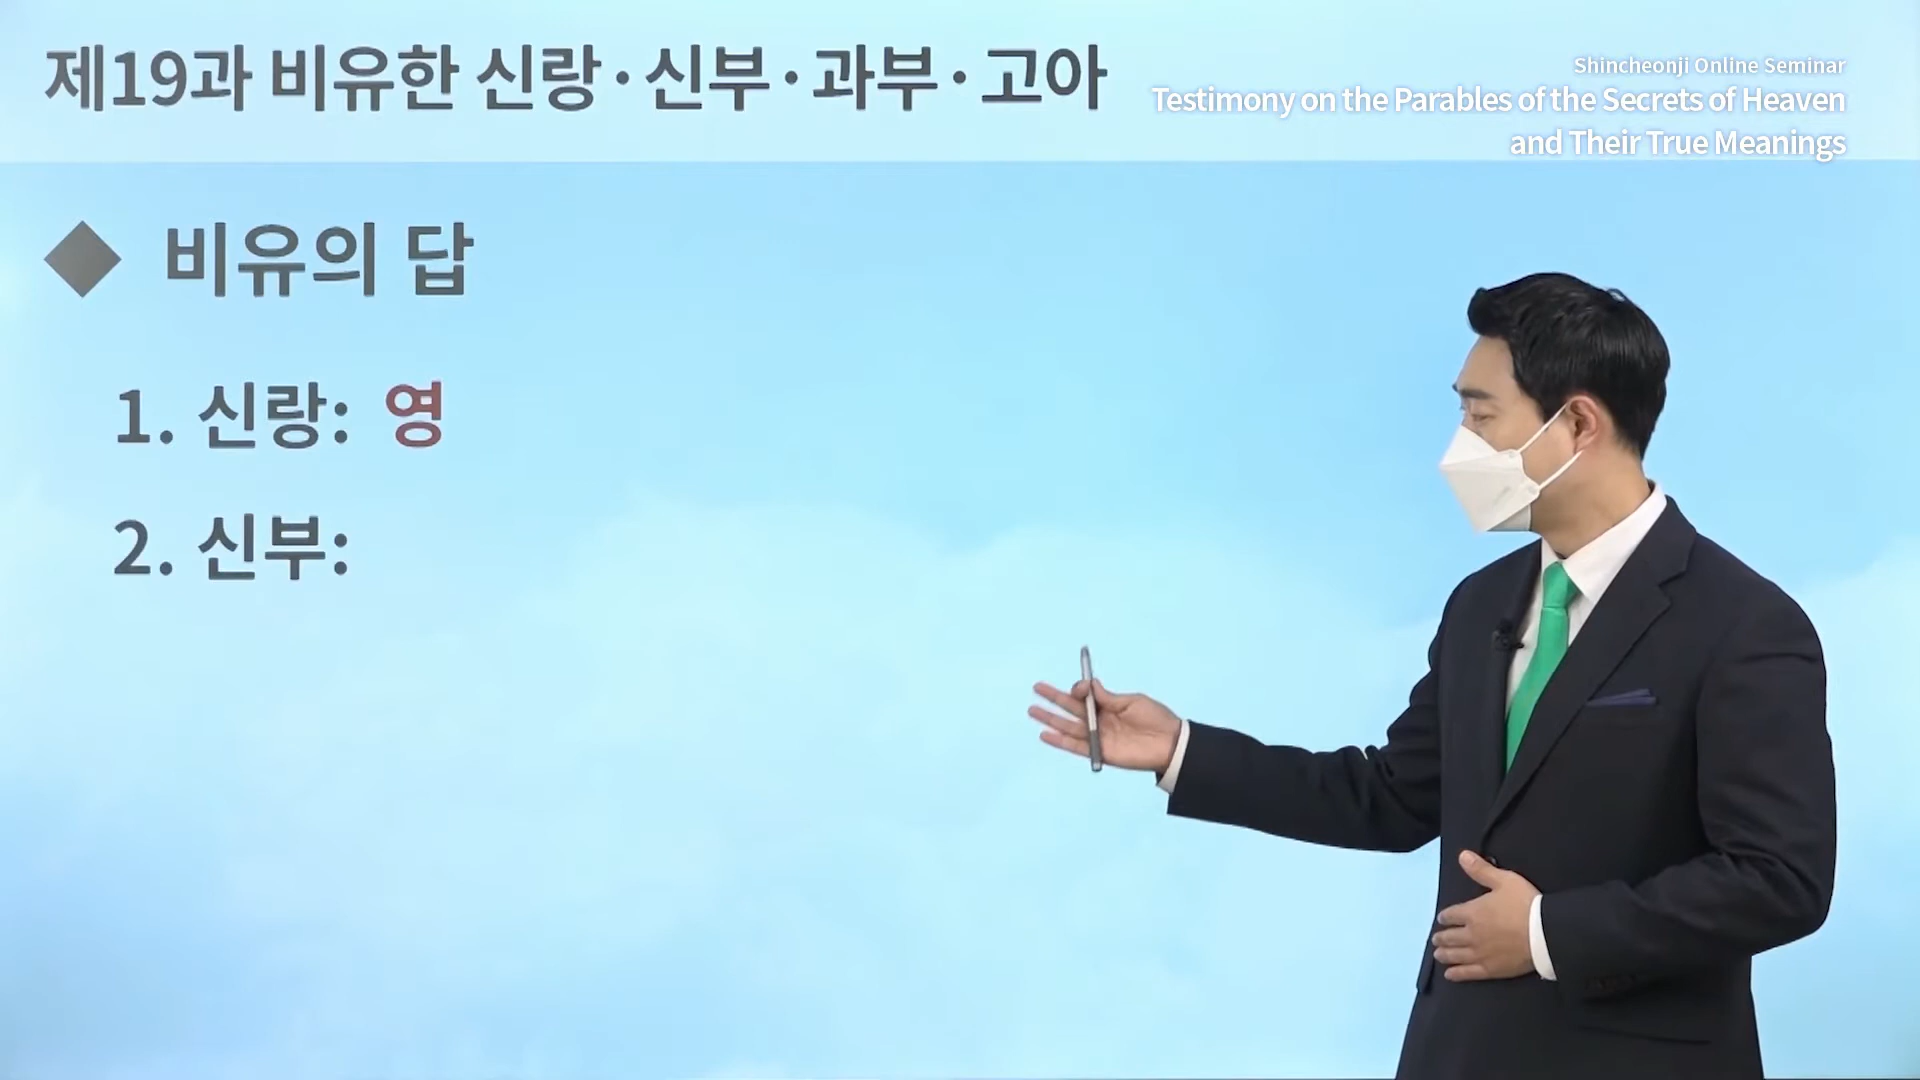 제19과 비유한 신랑·신부·과부·고아
Shincheonji Online Seminar
Testimony on the Parables of the Secrets of Heaven
and Their True Meanings
◆ 비유의 답
1. 신랑: 영
2. 신부: